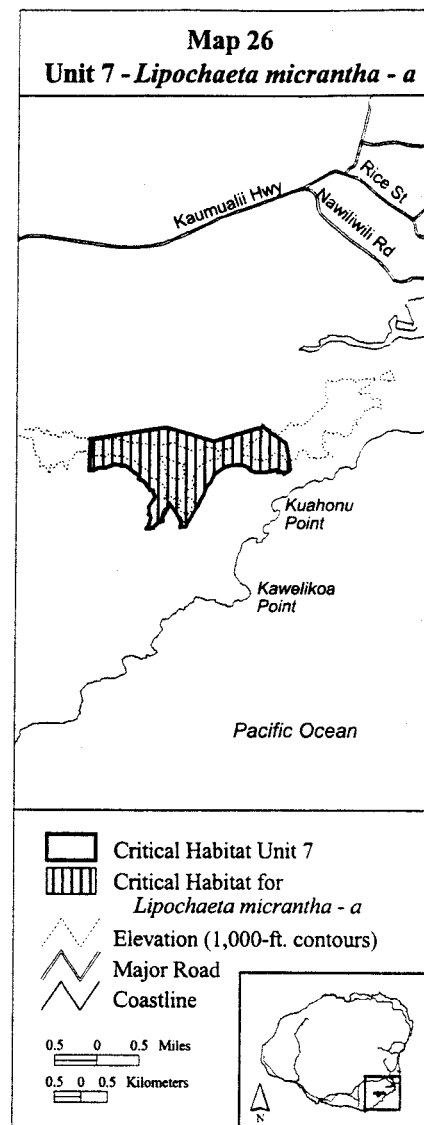 Map 26
Unit 7 - Lipochaeta micrantha - a
Rice St
Kaumualii Hwy
Nawiliwili Rd
Kuahonu
Point
Kawelikoa
Point
Pacific Ocean
Critical Habitat Unit 7
Critical Habitat for
Lipochaeta micrantha - a
Elevation (1,000-ft. contours)
Major Road
Coastline
0.5 0 0.5 Miles
0.5 0 0.5 Kilometers
N